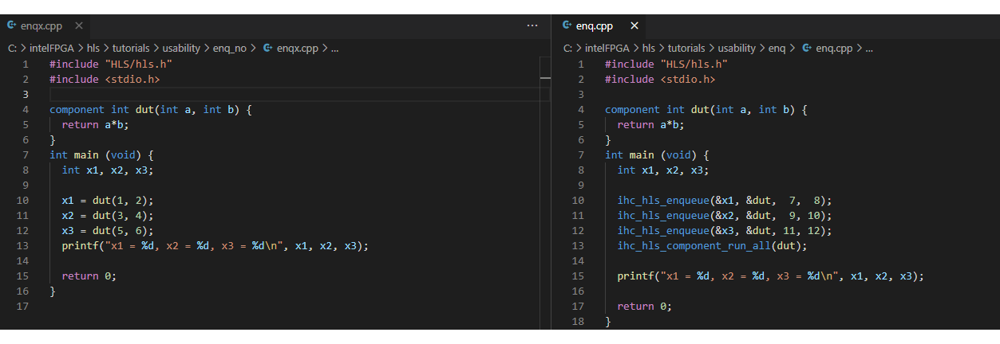 enqx.cpp ×
C: > intelFPGA > hls > tutorials > usability > enq_no > enqx.cpp > ...
1 #include "HLS/hls.h"
2 #include <stdio.h>
3
4 component int dut(int a, int b) {
5 return a*b;
6 }
7 int main (void) {
8 int x1, x2, x3;
9
10 x1 = dut(1, 2);
11 x2 = dut(3, 4);
12 x3 = dut(5, 6);
13 printf("x1 = %d, x2 = %d, x3 = %d\n", x1, x2, x3);
14
15 return 0;
16 }
17
enq.cpp ×
C: > intelFPGA > hls > tutorials > usability > enq > enq.cpp > ...
1 #include "HLS/hls.h"
2 #include <stdio.h>
3
4 component int dut(int a, int b) {
5 return a*b;
6 }
7 int main (void) {
8 int x1, x2, x3;
9
10 ihc_hls_enqueue(&x1, &dut, 7, 8);
11 ihc_hls_enqueue(&x2, &dut, 9, 10);
12 ihc_hls_enqueue(&x3, &dut, 11, 12);
13 ihc_hls_component_run_all(dut);
14
15 printf("x1 = %d, x2 = %d, x3 = %d\n", x1, x2, x3);
16
17 return 0;
18 }